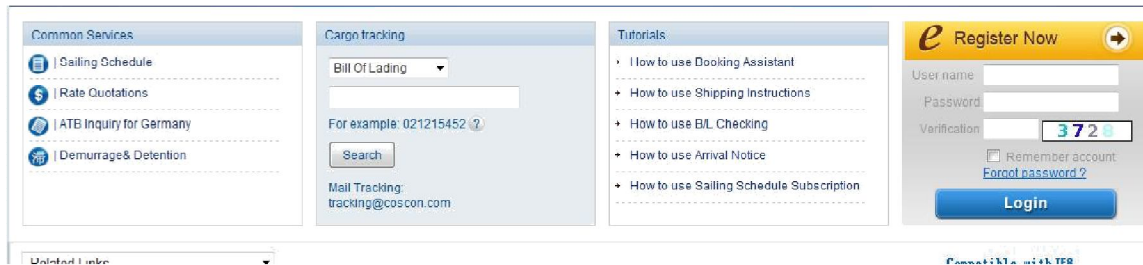 Common Services
| Sailing Schedule
| Rate Quotations
| ATB Inquiry for Germany
| Demurrage& Detention
Cargo tracking
Bill Of Lading
For example: 021215452 ?
Search
Mail Tracking:
tracking@coscon.com
Tutorials
How to use Booking Assistant
How to use Shipping Instructions
How to use B/L Checking
How to use Arrival Notice
How to use Sailing Schedule Subscription
e Register Now
User name
Password
Verification 3728
Remember account
Forgot password ?
Login
Related Links
Compatible with IE8